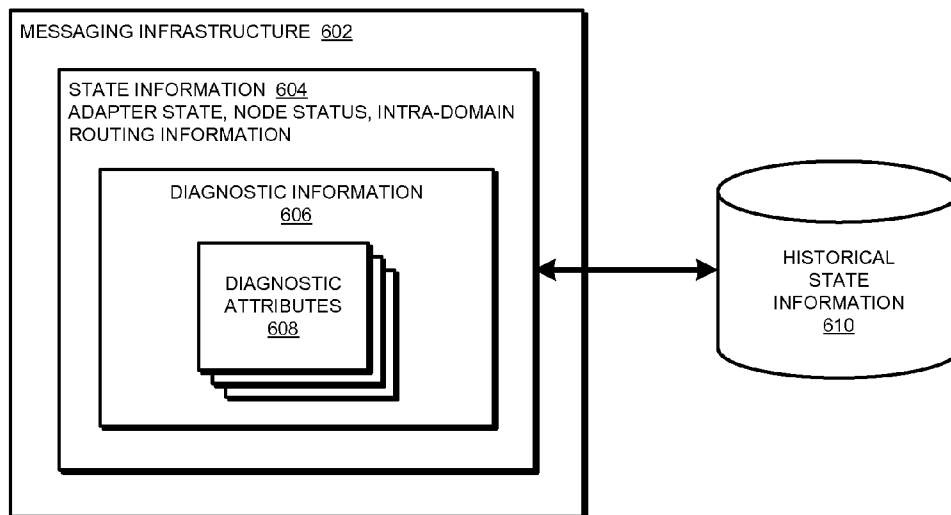 MESSAGING INFRASTRUCTURE 602
STATE INFORMATION 604
ADAPTER STATE, NODE STATUS, INTRA-DOMAIN
ROUTING INFORMATION
DIAGNOSTIC INFORMATION
606
DIAGNOSTIC
ATTRIBUTES
608
HISTORICAL
STATE
INFORMATION
610